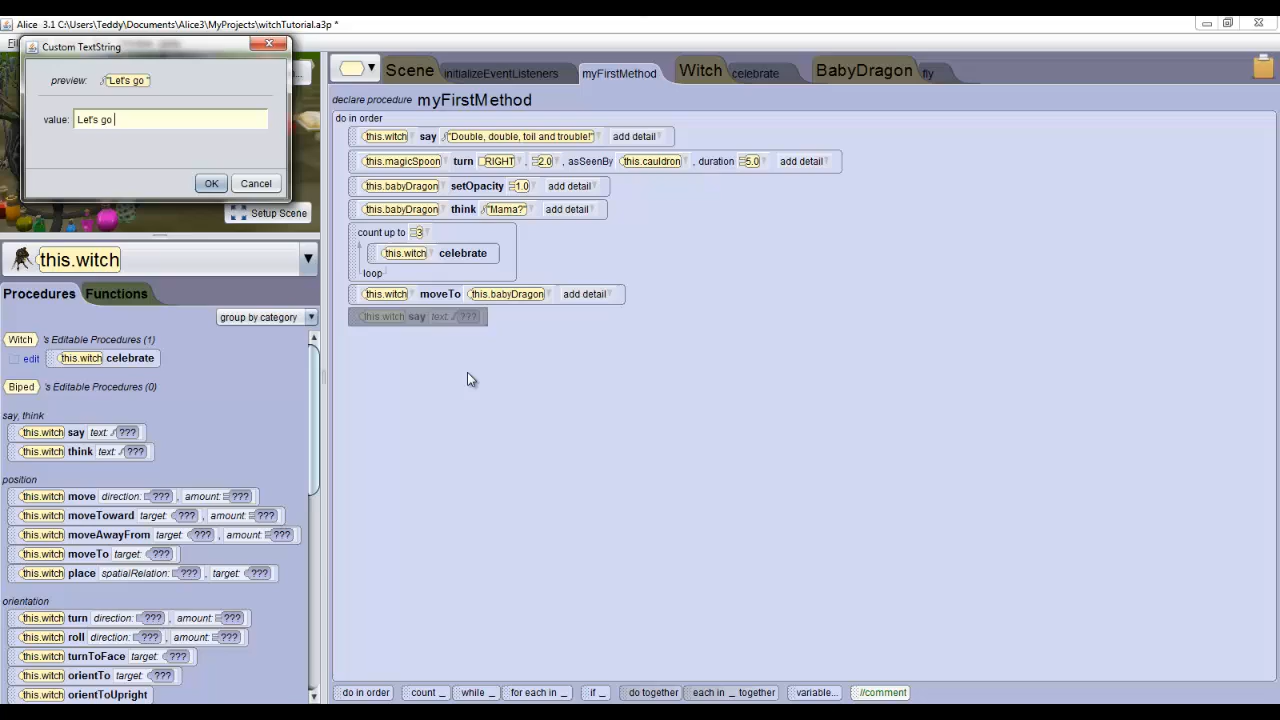 Alice 3.1 C:\Users\Teddy\Documents\Alice3\MyProjects\witchTutorial.a3p *
Custom TextString
preview: "Let's go "
value: Let's go
OK Cancel
Setup Scene
this.witch
Procedures Functions
group by category
Witch 's Editable Procedures (1)
edit this.witch celebrate
Biped 's Editable Procedures (0)
say, think
this.witch say text: ???
this.witch think text: ???
position
this.witch move direction: ??? , amount: ???
this.witch moveToward target: ??? , amount: ???
this.witch moveAwayFrom target: ??? , amount: ???
this.witch moveTo target: ???
this.witch place spatialRelation: ??? , target: ???
orientation
this.witch turn direction: ??? , amount: ???
this.witch roll direction: ??? , amount: ???
this.witch turnToFace target: ???
this.witch orientTo target: ???
this.witch orientToUpright
Scene initializeEventListeners myFirstMethod Witch celebrate BabyDragon fly
declare procedure myFirstMethod
do in order
this.witch say "Double, double, toil and trouble!" add detail
this.magicSpoon turn RIGHT , 2.0 , asSeenBy this.cauldron , duration 5.0 add detail
this.babyDragon setOpacity 1.0 add detail
this.babyDragon think "Mama?" add detail
count up to 3
this.witch celebrate
loop
this.witch moveTo this.babyDragon add detail
this.witch say text: ???
do in order count _ while _ for each in _ if _ do together each in _ together variable... //comment